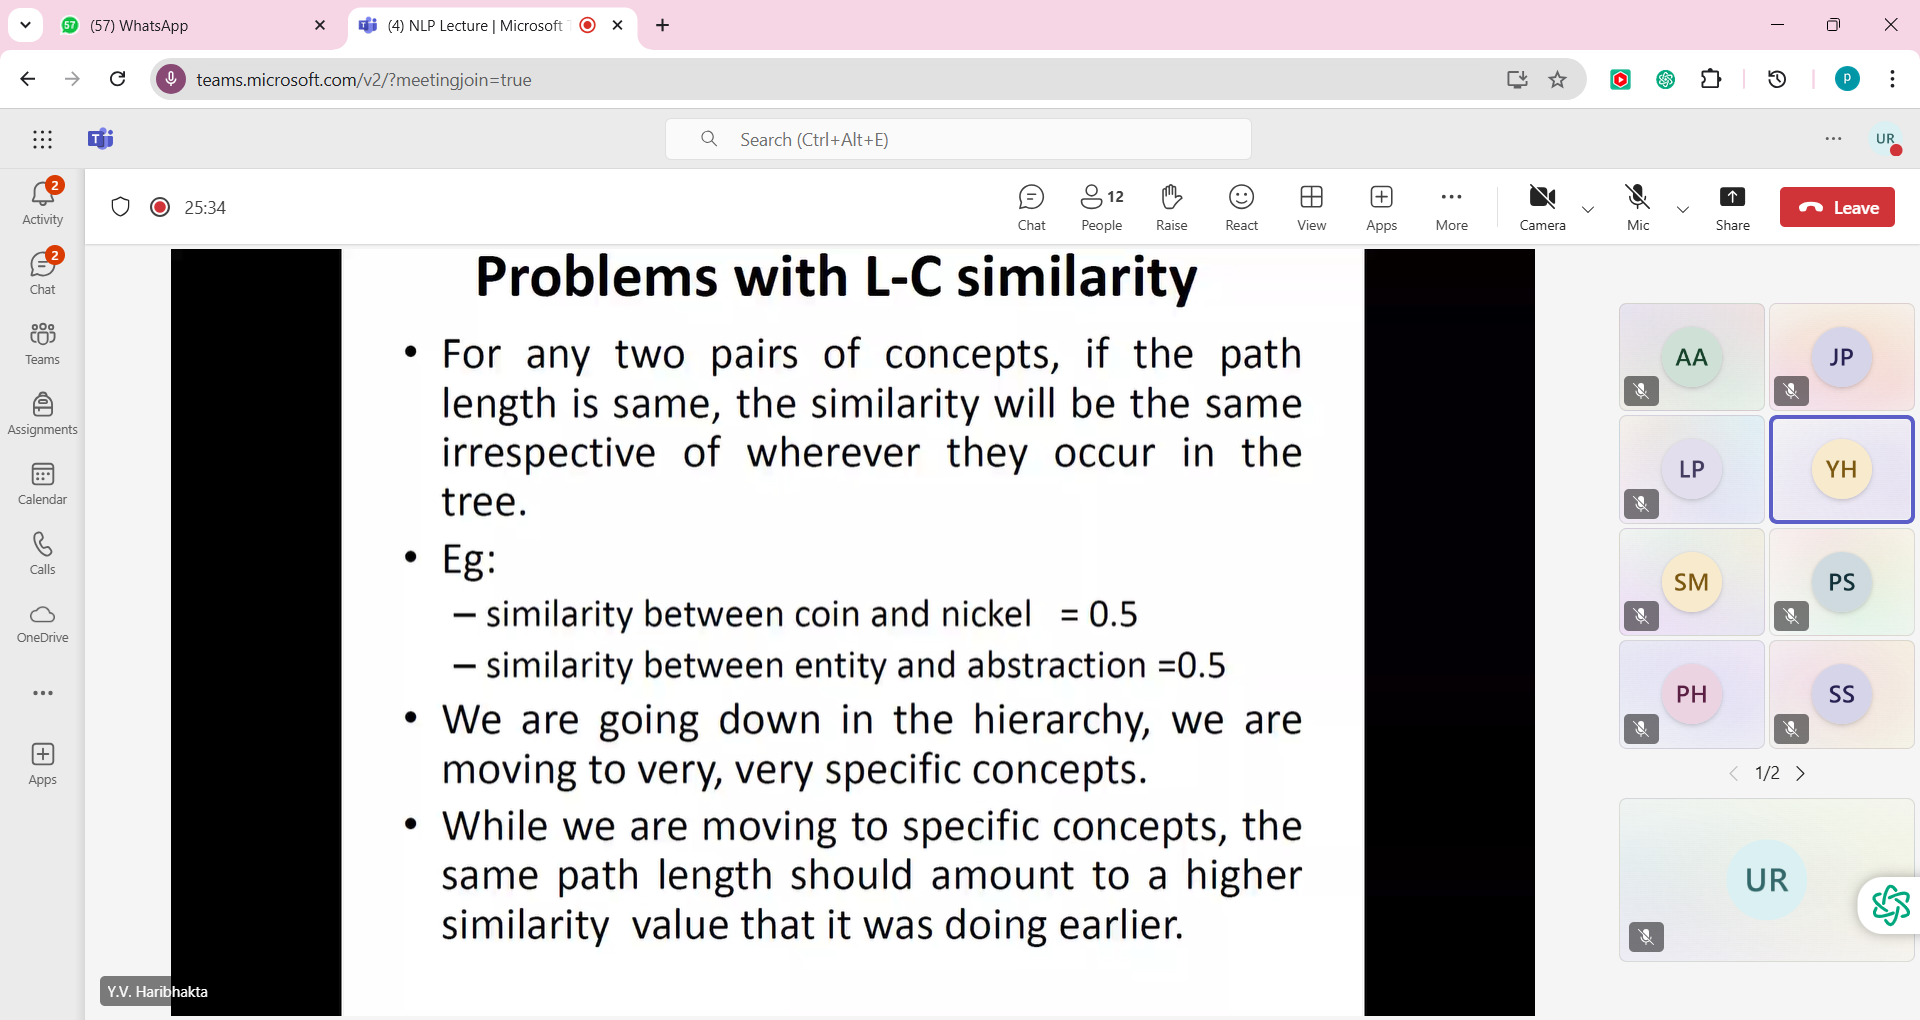 57
(57) WhatsApp
(4) NLP Lecture | Microsoft
teams.microsoft.com/v2/?meetingjoin=true
P
Search (Ctrl+Alt+E)
UR
2
Activity
2
Chat
Teams
Assignments
Calendar
Calls
OneDrive
Apps
25:34
Chat
12
People
Raise
React
View
Apps
More
Camera
Mic
Share
Leave
Problems with L-C similarity
• For any two pairs of concepts, if the path
length is same, the similarity will be the same
irrespective of wherever they occur in the
tree.
• Eg:
– similarity between coin and nickel = 0.5
– similarity between entity and abstraction =0.5
• We are going down in the hierarchy, we are
moving to very, very specific concepts.
• While we are moving to specific concepts, the
same path length should amount to a higher
similarity value that it was doing earlier.
Y.V. Haribhakta
AA
JP
LP
YH
SM
PS
PH
SS
1/2
UR